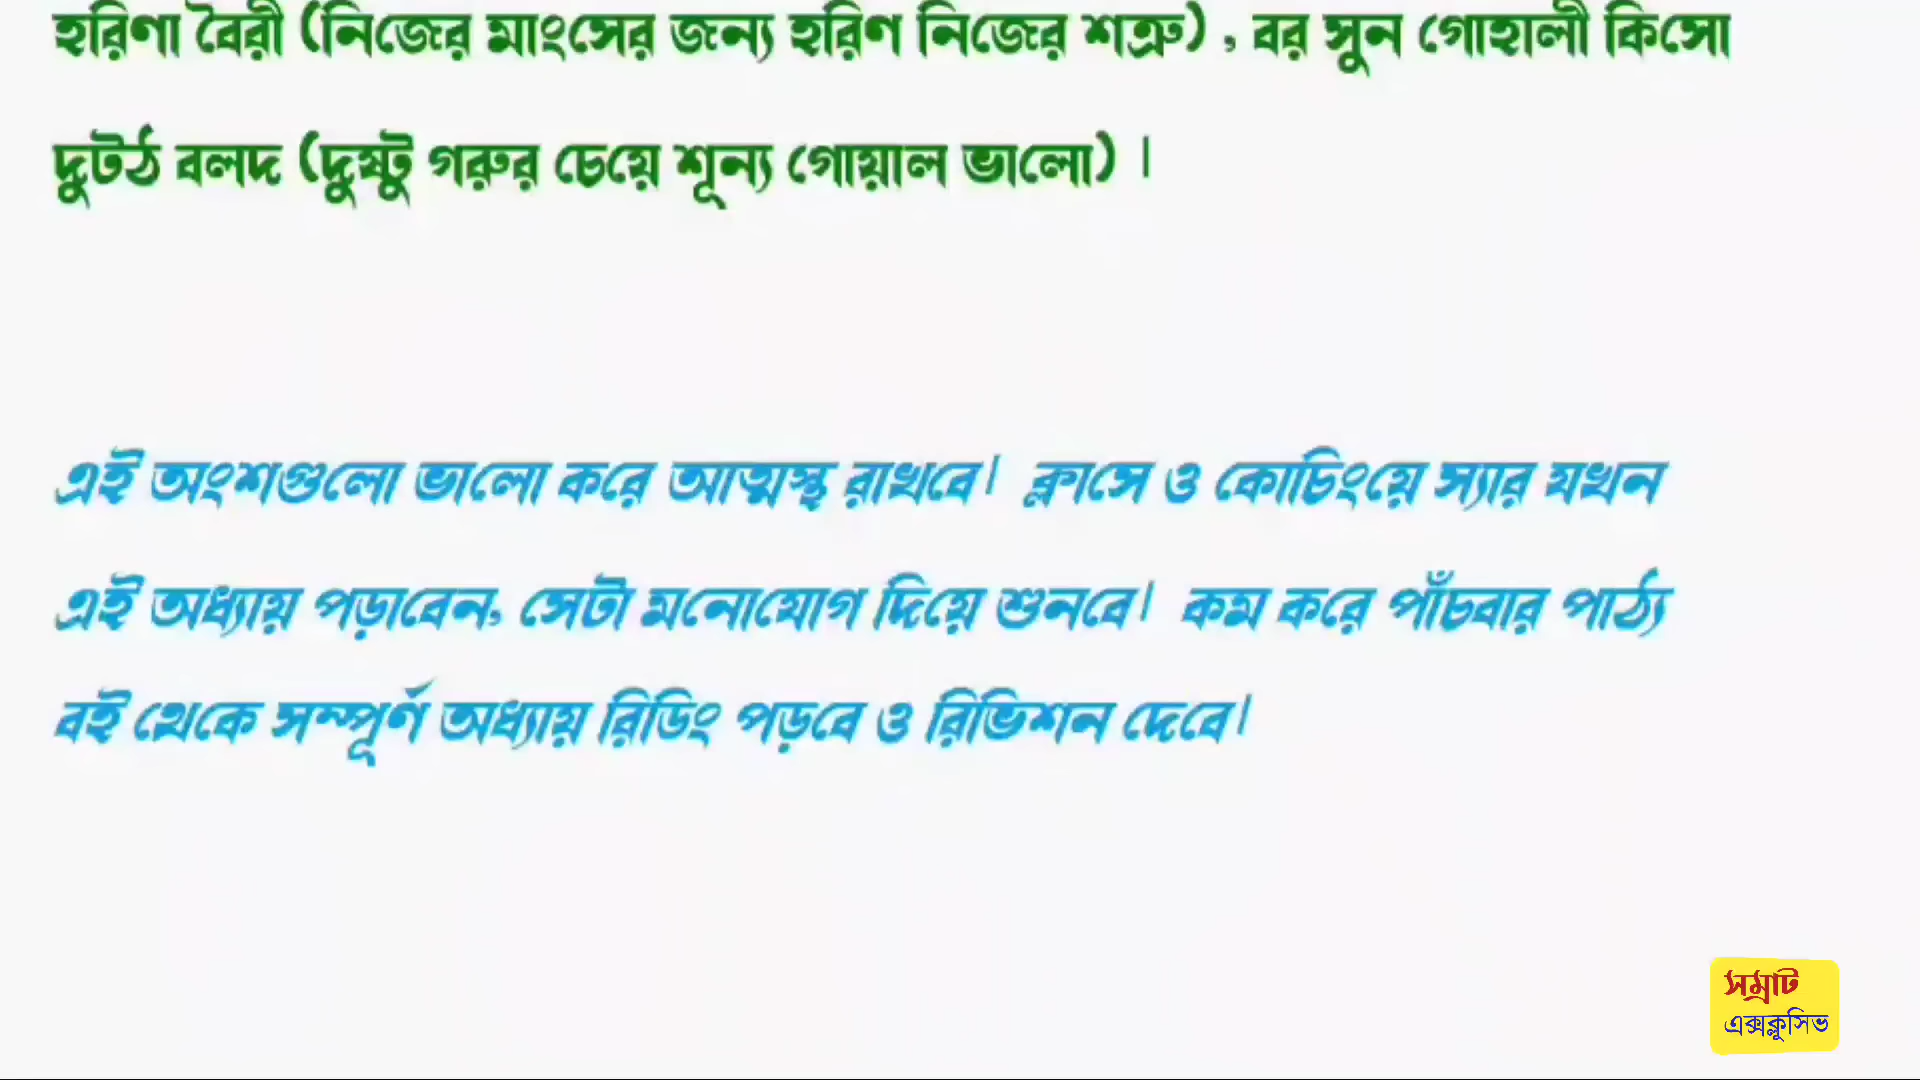 হরিণা বৈরী (নিজের মাংসের জন্য হরিণ নিজের শত্রু) , বর সুন গোহালী কিসো
দুটঠ বলদ (দুষ্টু গরুর চেয়ে শূন্য গোয়াল ভালো) ।
এই অংশগুলো ভালো করে আত্মস্থ রাখবে। ক্লাসে ও কোচিংয়ে স্যার যখন
এই অধ্যায় পড়াবেন, সেটা মনোযোগ দিয়ে শুনবে। কম করে পাঁচবার পাঠ্য
বই থেকে সম্পূর্ণ অধ্যায় রিডিং পড়বে ও রিভিশন দেবে।
সম্রাট
এক্সক্লুসিভ